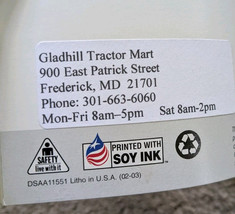 Gladhill Tractor Mart
900 East Patrick Street
Frederick, MD 21701
Phone: 301-663-6060
Mon-Fri 8am–5pm Sat 8am-2pm
SAFETY
live with it
PRINTED WITH
SOY INK
DSAA11551 Litho in U.S.A. (02-03)